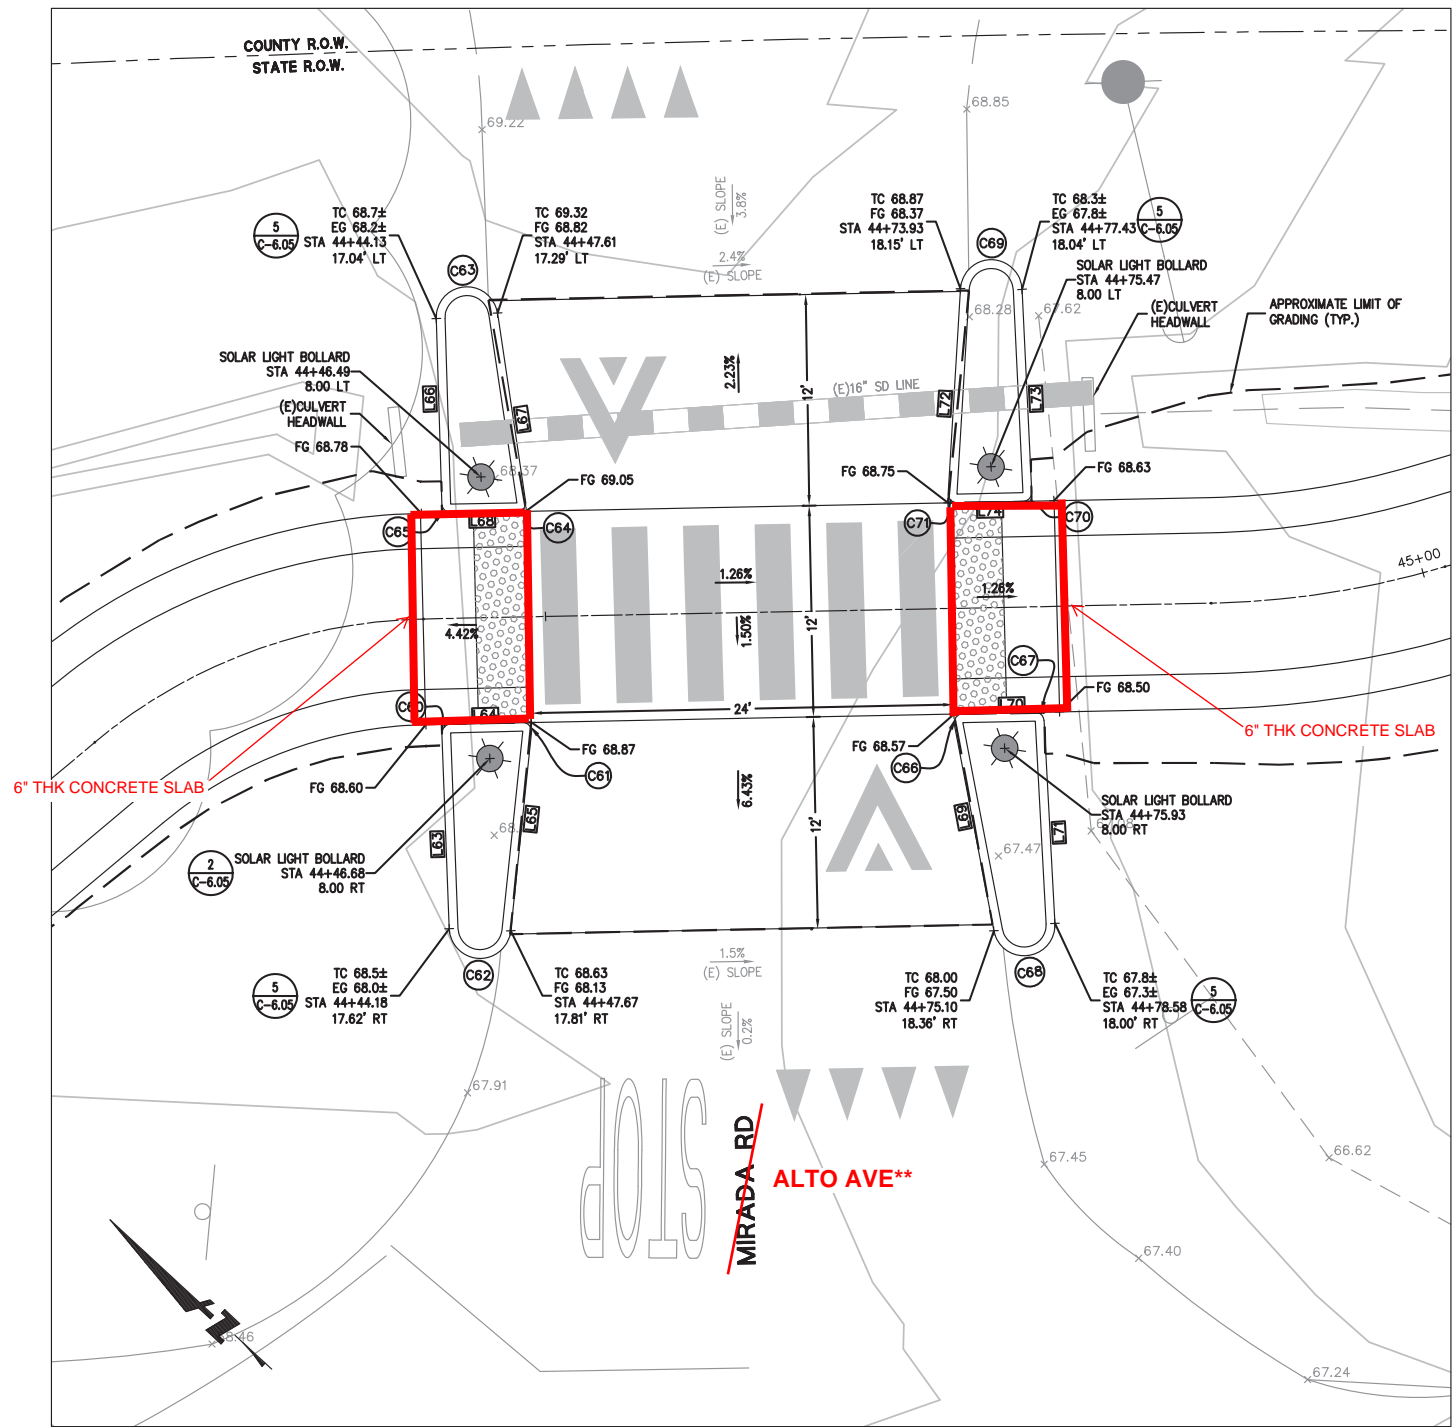 COUNTY R.O.W.
STATE R.O.W.
69.22
68.85
(E) SLOPE
3.8%
2.4%
(E) SLOPE
5
C-6.05
TC 68.7±
EG 68.2±
STA 44+44.13
17.04' LT
TC 69.32
FG 68.82
STA 44+47.61
17.29' LT
TC 68.87
FG 68.37
STA 44+73.93
18.15' LT
TC 68.3±
EG 67.8±
STA 44+77.43
18.04' LT
5
C-6.05
C63
C69
SOLAR LIGHT BOLLARD
STA 44+75.47
8.00 LT
(E)CULVERT
HEADWALL
APPROXIMATE LIMIT OF
GRADING (TYP.)
68.28
67.62
SOLAR LIGHT BOLLARD
STA 44+46.49
8.00 LT
(E)CULVERT
HEADWALL
FG 68.78
L66
L67
2.23%
12'
(E)16" SD LINE
L72
L73
68.37
FG 69.05
FG 68.75
FG 68.63
C65
L68
C64
C71
L74
C70
45+00
1.26%
1.26%
4.42%
1.50%
12'
C67
C60
L64
24'
L70
FG 68.50
6" THK CONCRETE SLAB
6" THK CONCRETE SLAB
FG 68.60
FG 68.87
C61
FG 68.57
C66
6.43%
12'
L63
L65
L69
L71
SOLAR LIGHT BOLLARD
STA 44+75.93
8.00 RT
67.47
2
C-6.05
SOLAR LIGHT BOLLARD
STA 44+46.68
8.00 RT
1.5%
(E) SLOPE
C62
C68
5
C-6.05
TC 68.5±
EG 68.0±
STA 44+44.18
17.62' RT
TC 68.63
FG 68.13
STA 44+47.67
17.81' RT
TC 68.00
FG 67.50
STA 44+75.10
18.36' RT
TC 67.8±
EG 67.3±
STA 44+78.58
18.00' RT
5
C-6.05
(E) SLOPE
0.2%
67.91
STOP
MIRADA RD
ALTO AVE**
67.45
66.62
67.40
67.24